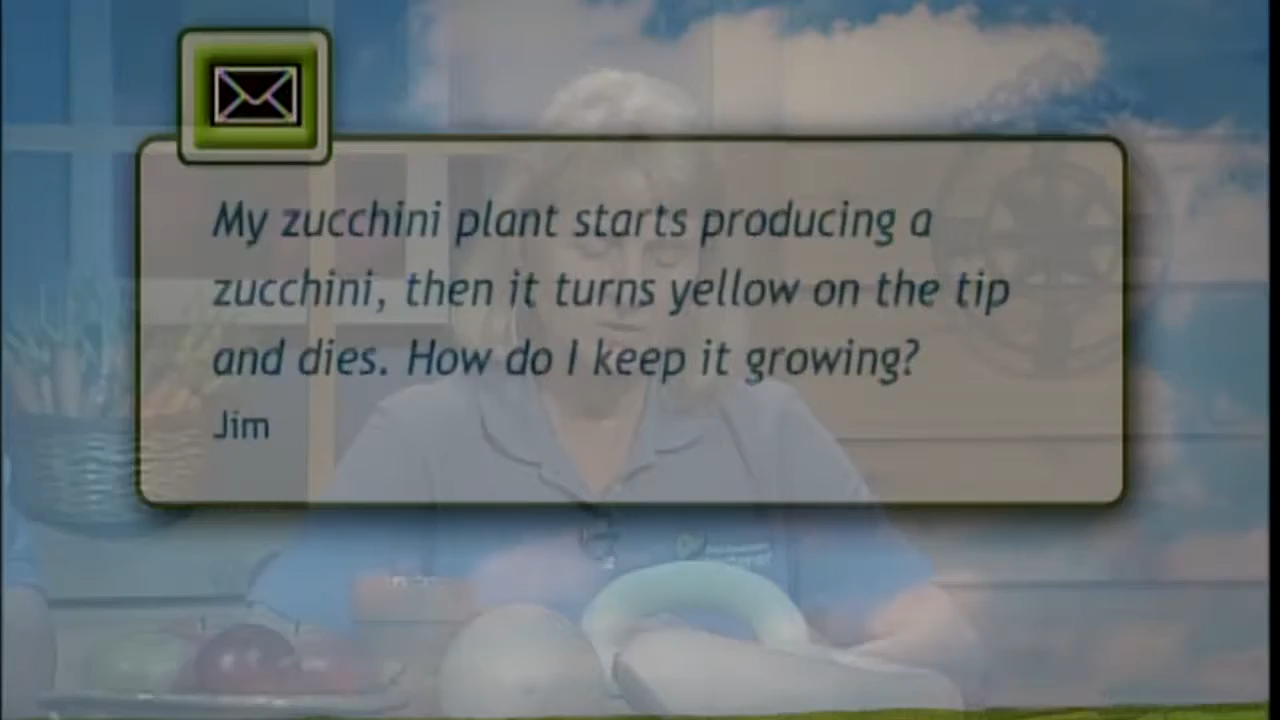 My zucchini plant starts producing a
zucchini, then it turns yellow on the tip
and dies. How do I keep it growing?
Jim